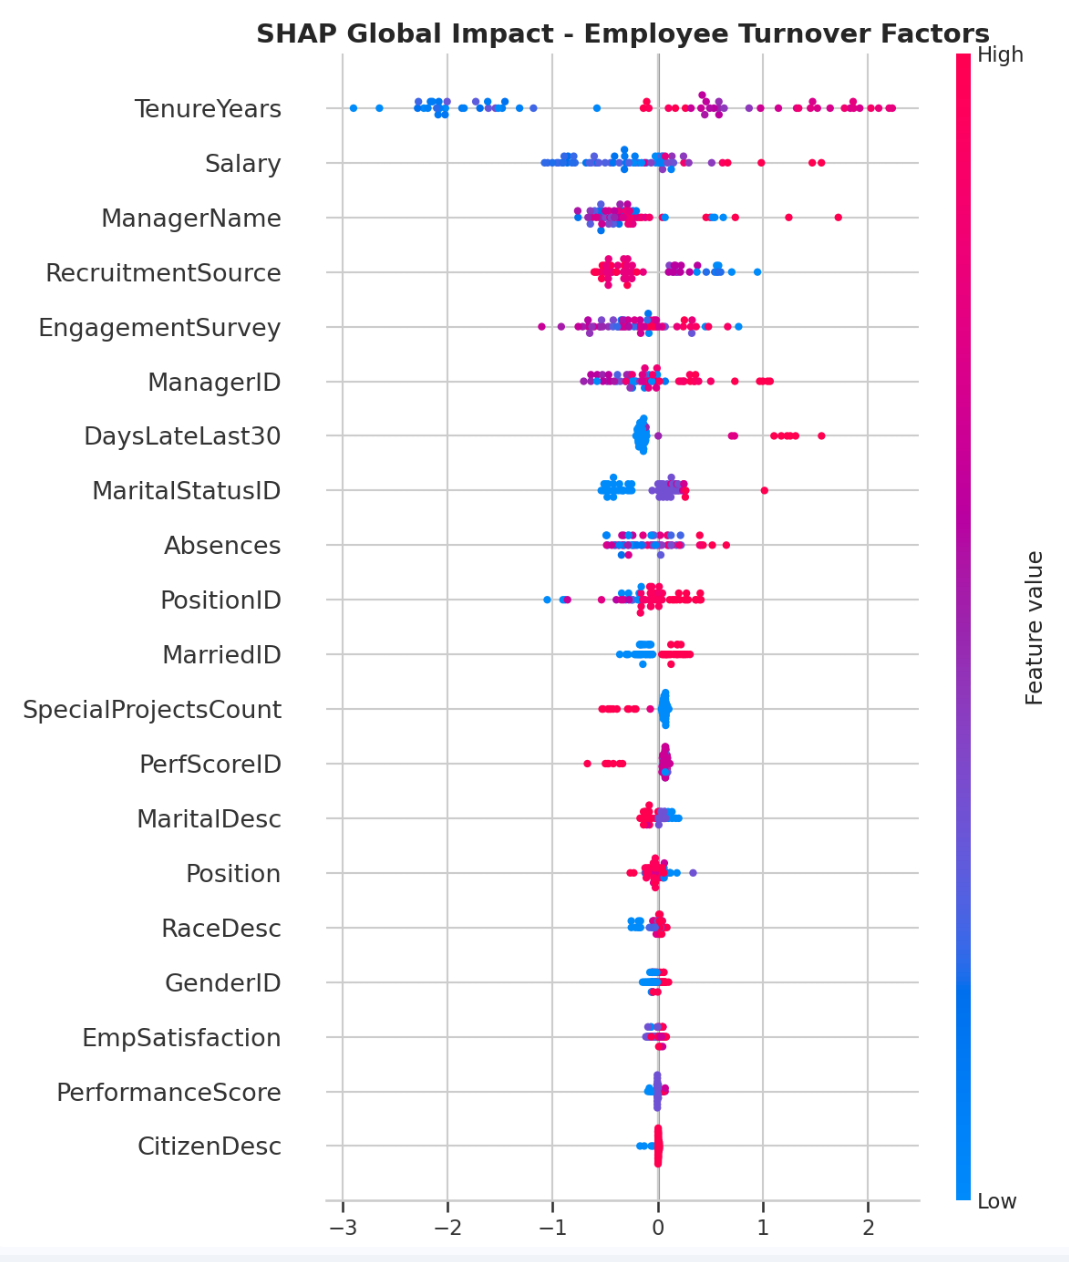 SHAP Global Impact - Employee Turnover Factors
High
TenureYears
Salary
ManagerName
RecruitmentSource
EngagementSurvey
ManagerID
DaysLateLast30
MaritalStatusID
Absences
PositionID
MarriedID
SpecialProjectsCount
PerfScoreID
MaritalDesc
Position
RaceDesc
GenderID
EmpSatisfaction
PerformanceScore
CitizenDesc
Feature value
Low
−3 −2 −1 0 1 2